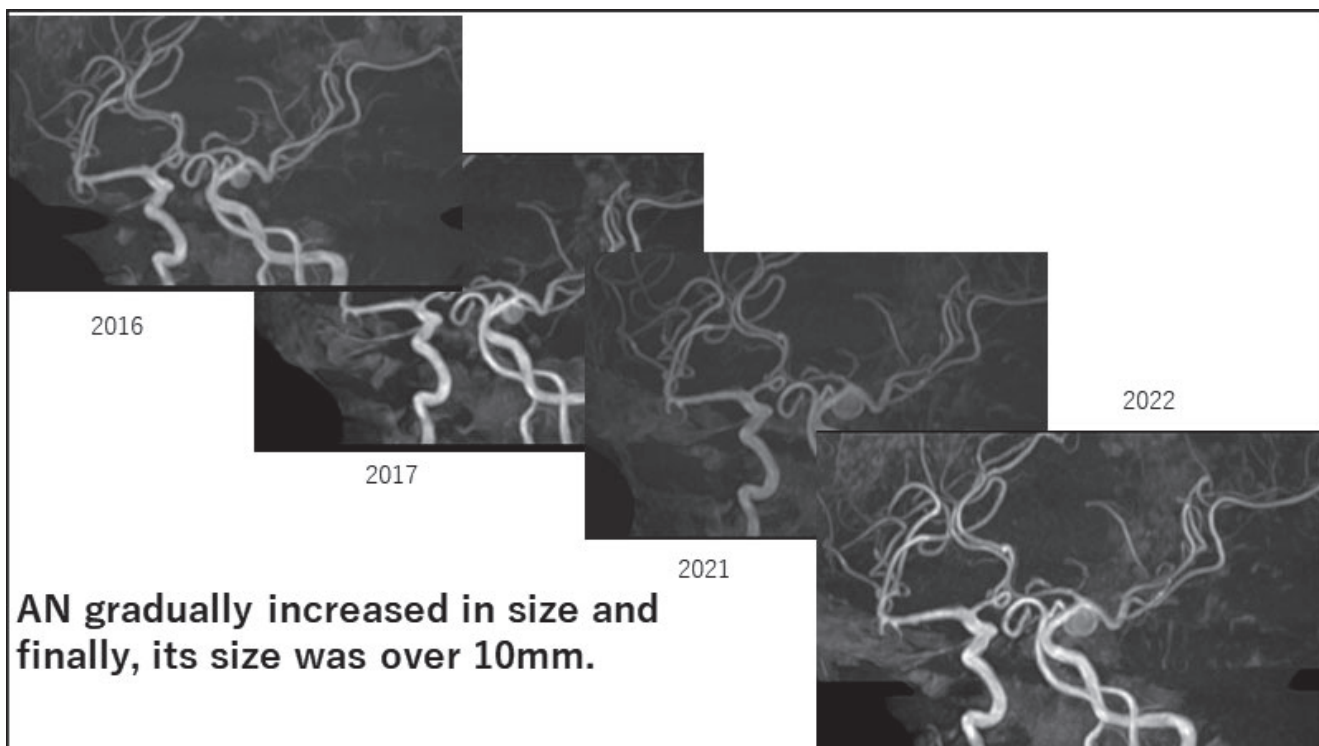 2016
2022
2017
2021
AN gradually increased in size and
finally, its size was over 10mm.